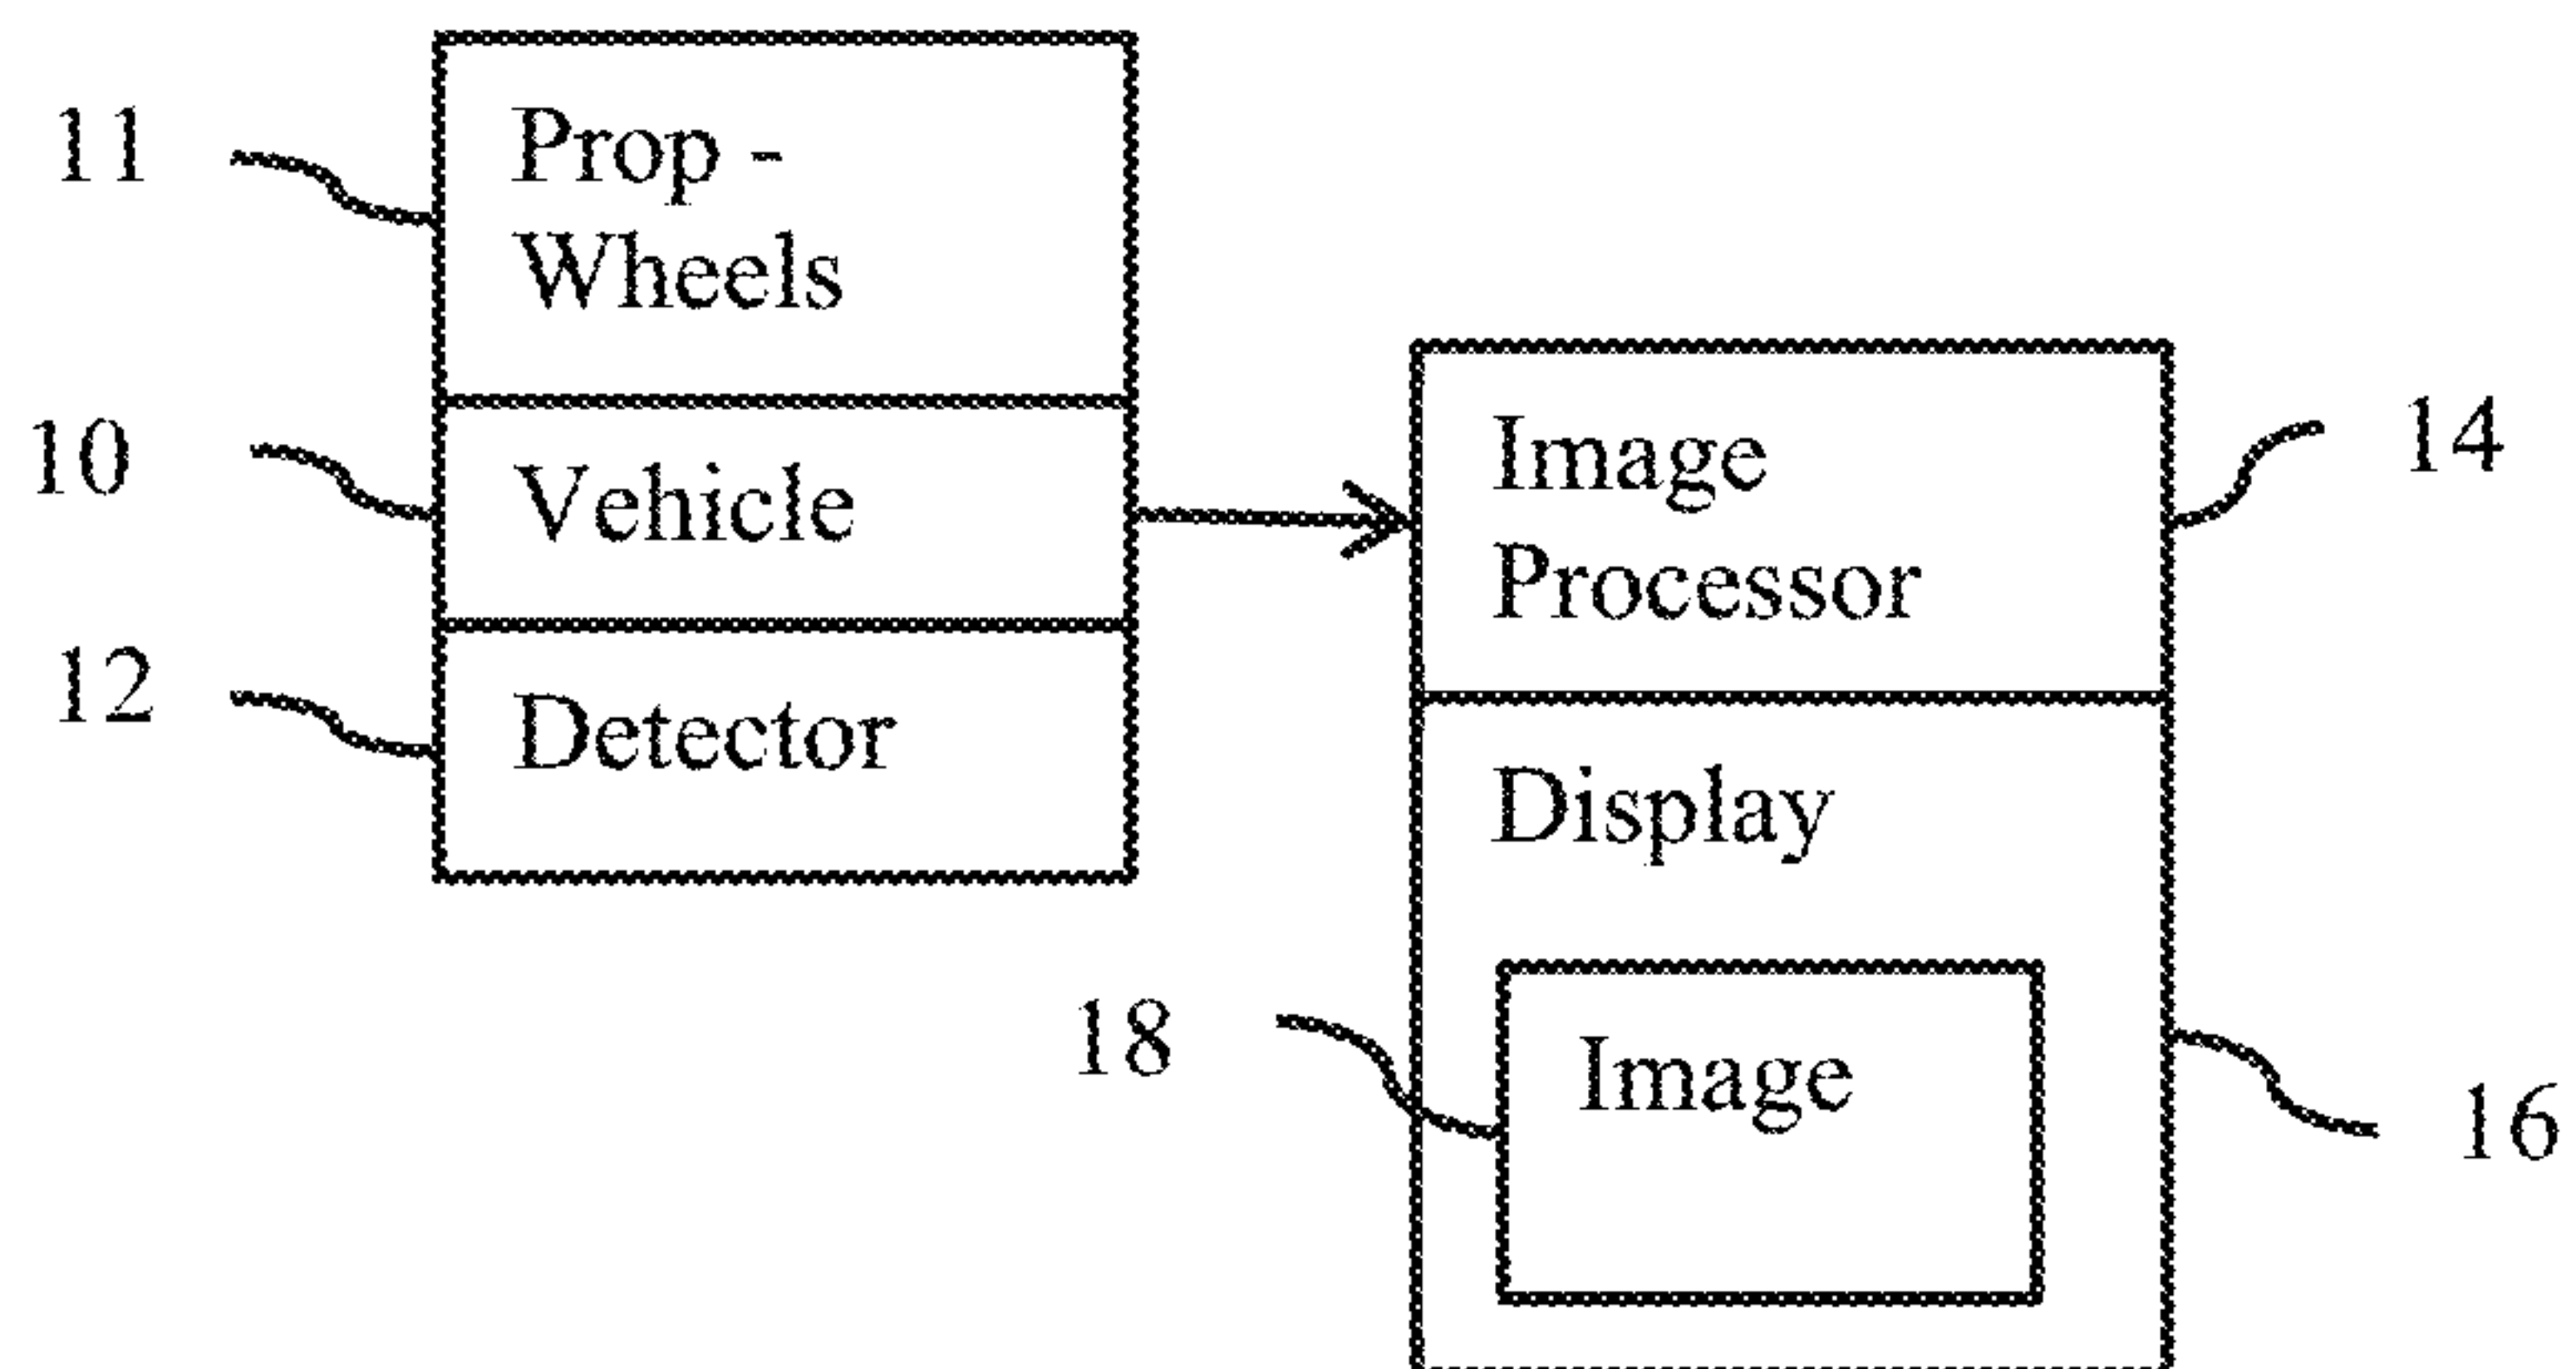 11
Prop -
Wheels
10
Vehicle
12
Detector
Image
Processor
14
Display
18
Image
16